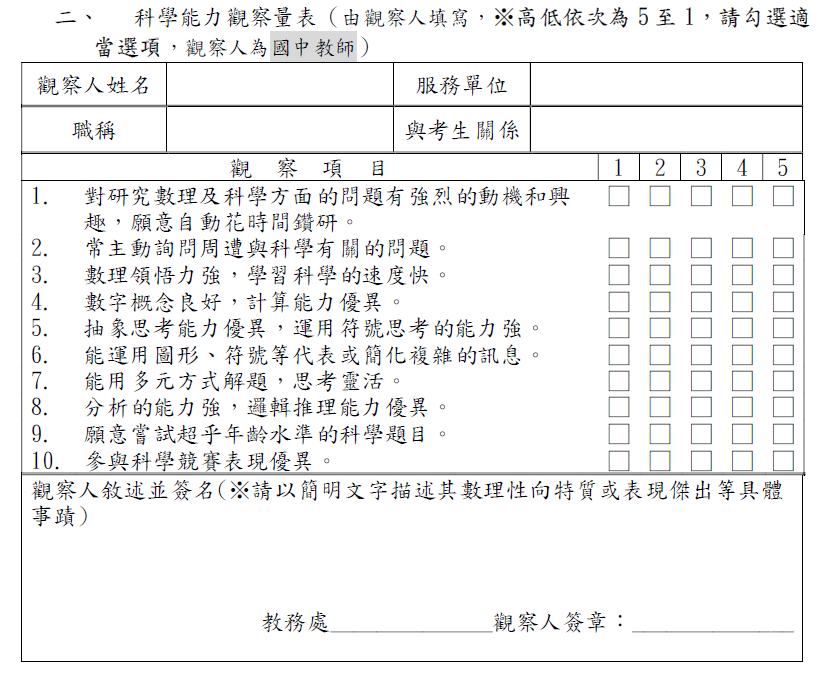 二、 科學能力觀察量表（由觀察人填寫，※高低依次為 5 至 1，請勾選適
當選項，觀察人為國中教師）
觀察人姓名 服務單位
職稱 與考生關係
觀 察 項 目 1 2 3 4 5
1. 對研究數理及科學方面的問題有強烈的動機和興 □ □ □ □ □
趣，願意自動花時間鑽研。
2. 常主動詢問周遭與科學有關的問題。 □ □ □ □ □
3. 數理領悟力強，學習科學的速度快。 □ □ □ □ □
4. 數字概念良好，計算能力優異。 □ □ □ □ □
5. 抽象思考能力優異，運用符號思考的能力強。 □ □ □ □ □
6. 能運用圖形、符號等代表或簡化複雜的訊息。 □ □ □ □ □
7. 能用多元方式解題，思考靈活。 □ □ □ □ □
8. 分析的能力強，邏輯推理能力優異。 □ □ □ □ □
9. 願意嘗試超乎年齡水準的科學題目。 □ □ □ □ □
10. 參與科學競賽表現優異。 □ □ □ □ □
觀察人敘述並簽名(※請以簡明文字描述其數理性向特質或表現傑出等具體
事蹟）
教務處______________觀察人簽章：______________